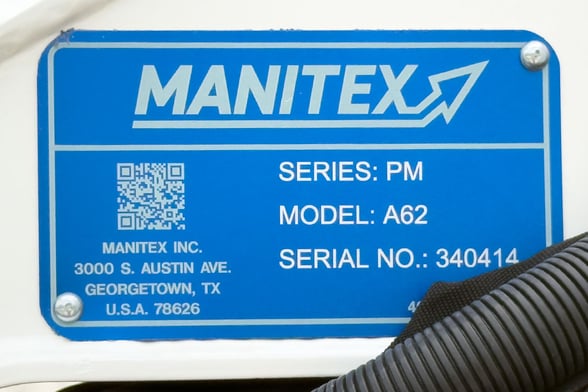 MANITEX
SERIES: PM
MODEL: A62
SERIAL NO.: 340414
MANITEX INC.
3000 S. AUSTIN AVE.
GEORGETOWN, TX
U.S.A. 78626